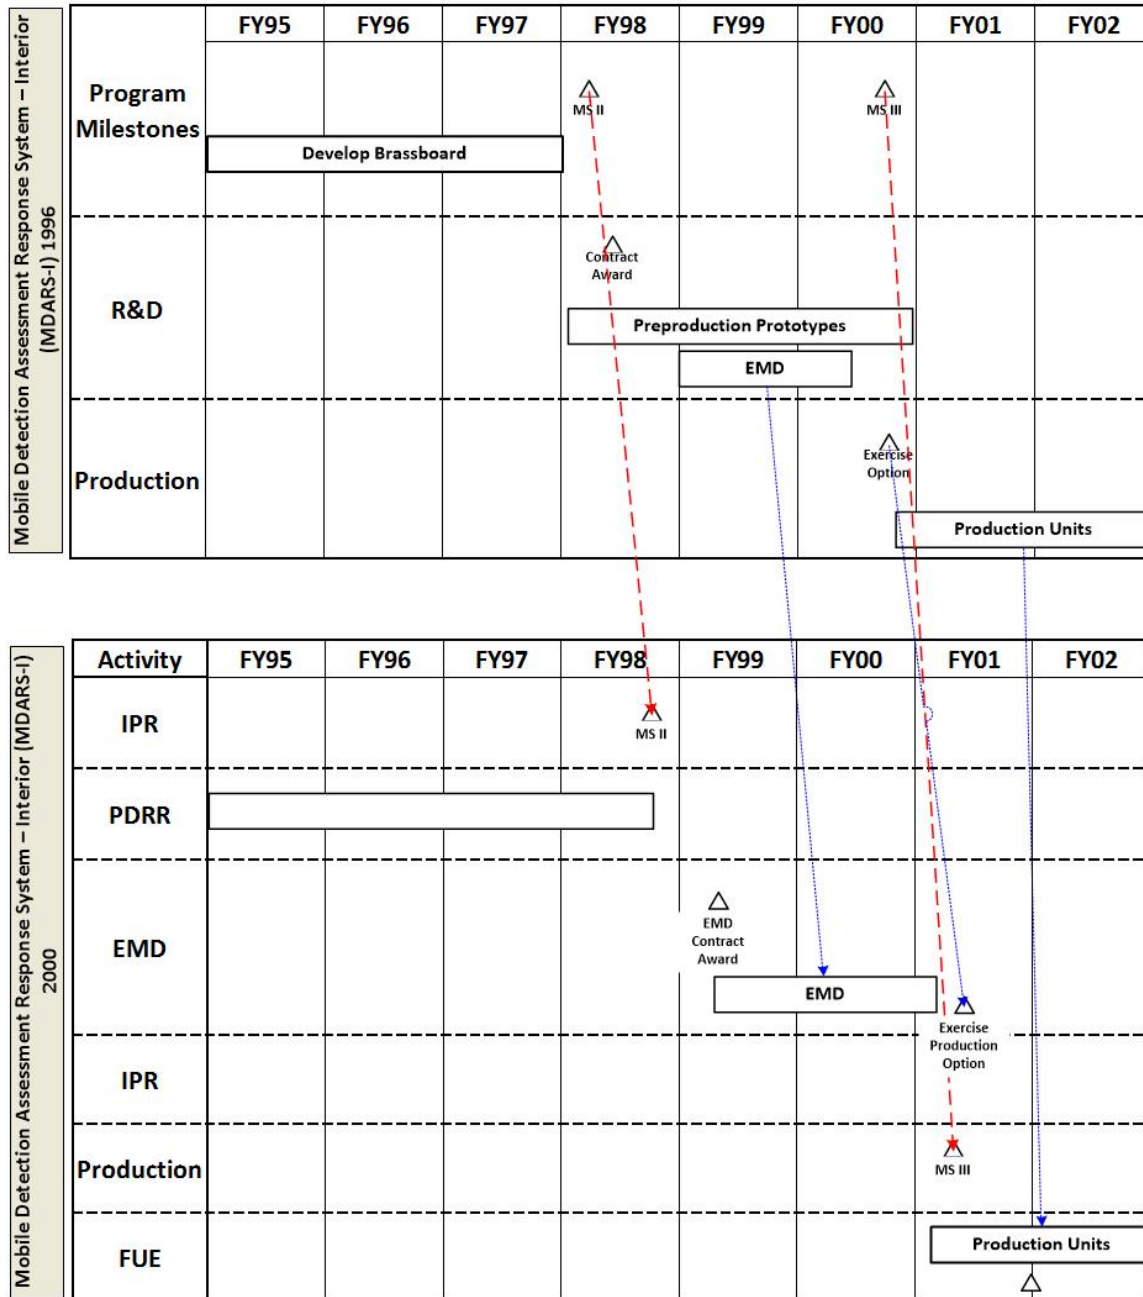 Mobile Detection Assessment Response System – Interior
(MDARS-I) 1996
FY95 FY96 FY97 FY98 FY99 FY00 FY01 FY02
Program
Milestones
MS II
MS III
Develop Brassboard
R&D
Contract
Award
Preproduction Prototypes
EMD
Production
Exercise
Option
Production Units
Mobile Detection Assessment Response System – Interior (MDARS-I)
2000
Activity FY95 FY96 FY97 FY98 FY99 FY00 FY01 FY02
IPR
MS II
PDRR
EMD
EMD
Contract
Award
EMD
Exercise
Production
Option
IPR
Production
MS III
FUE
Production Units